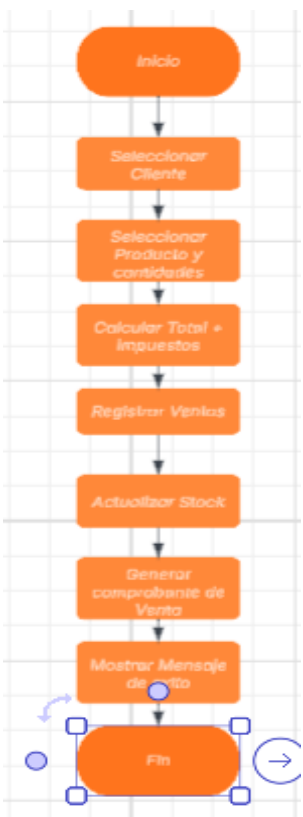 Inicio
Seleccionar
Cliente
Seleccionar
Producto y
cantidades
Calcular Total +
Impuestos
Registrar Ventas
Actualizar Stock
Generar
comprobante de
Venta
Mostrar Mensaje
de
Fin